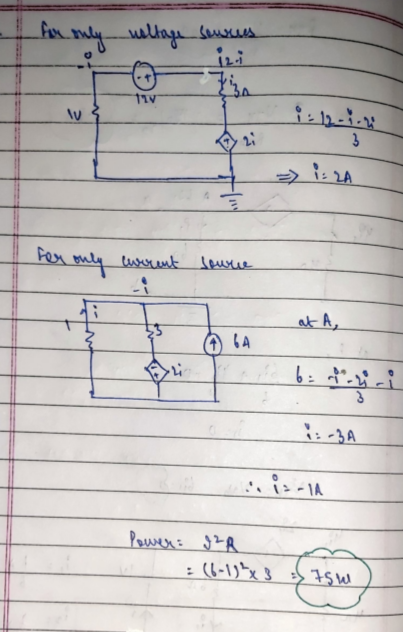 For only voltage sources
-i
12-i
- +
12V
i
3Ω
1Ω
+
2i
i = 12-i-2i / 3
⇒ i = 2A
For only current source
-i
i
1
3
6A
-
+
2i
at A,
6 = -i-2i / 3 - i
i = -3A
∴ i = -1A
Power = I²R
= (6-1)² x 3 = 75W